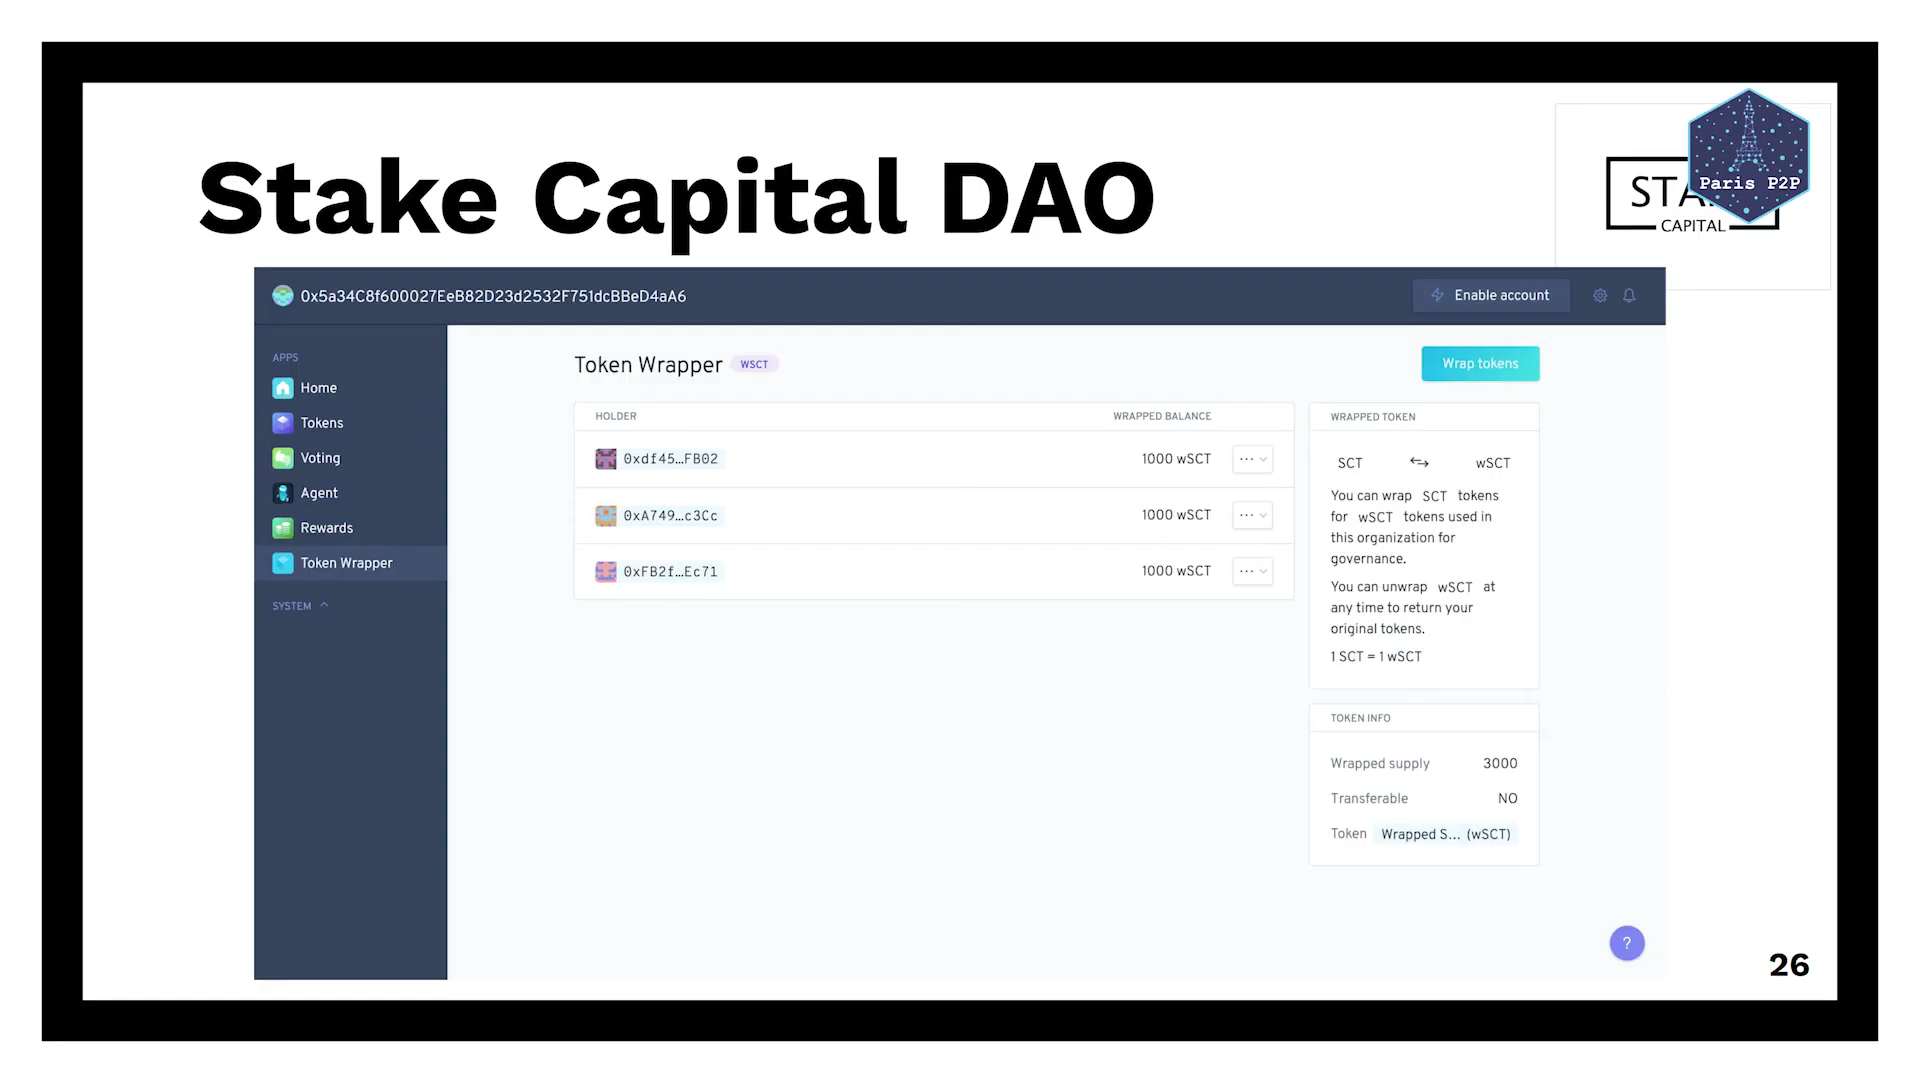 Stake Capital DAO
Paris P2P
CAPITAL
0x5a34C8f600027EeB82D23d2532F751dcBBeD4aA6
Enable account
APPS
Home
Tokens
Voting
Agent
Rewards
Token Wrapper
SYSTEM
Token Wrapper WSCT
Wrap tokens
HOLDER WRAPPED BALANCE
0xdf45…FB02 1000 wSCT
0xA749…c3Cc 1000 wSCT
0xFB2f…Ec71 1000 wSCT
WRAPPED TOKEN
SCT wSCT
You can wrap SCT tokens
for wSCT tokens used in
this organization for
governance.
You can unwrap wSCT at
any time to return your
original tokens.
1 SCT = 1 wSCT
TOKEN INFO
Wrapped supply 3000
Transferable NO
Token Wrapped S… (wSCT)
?
26